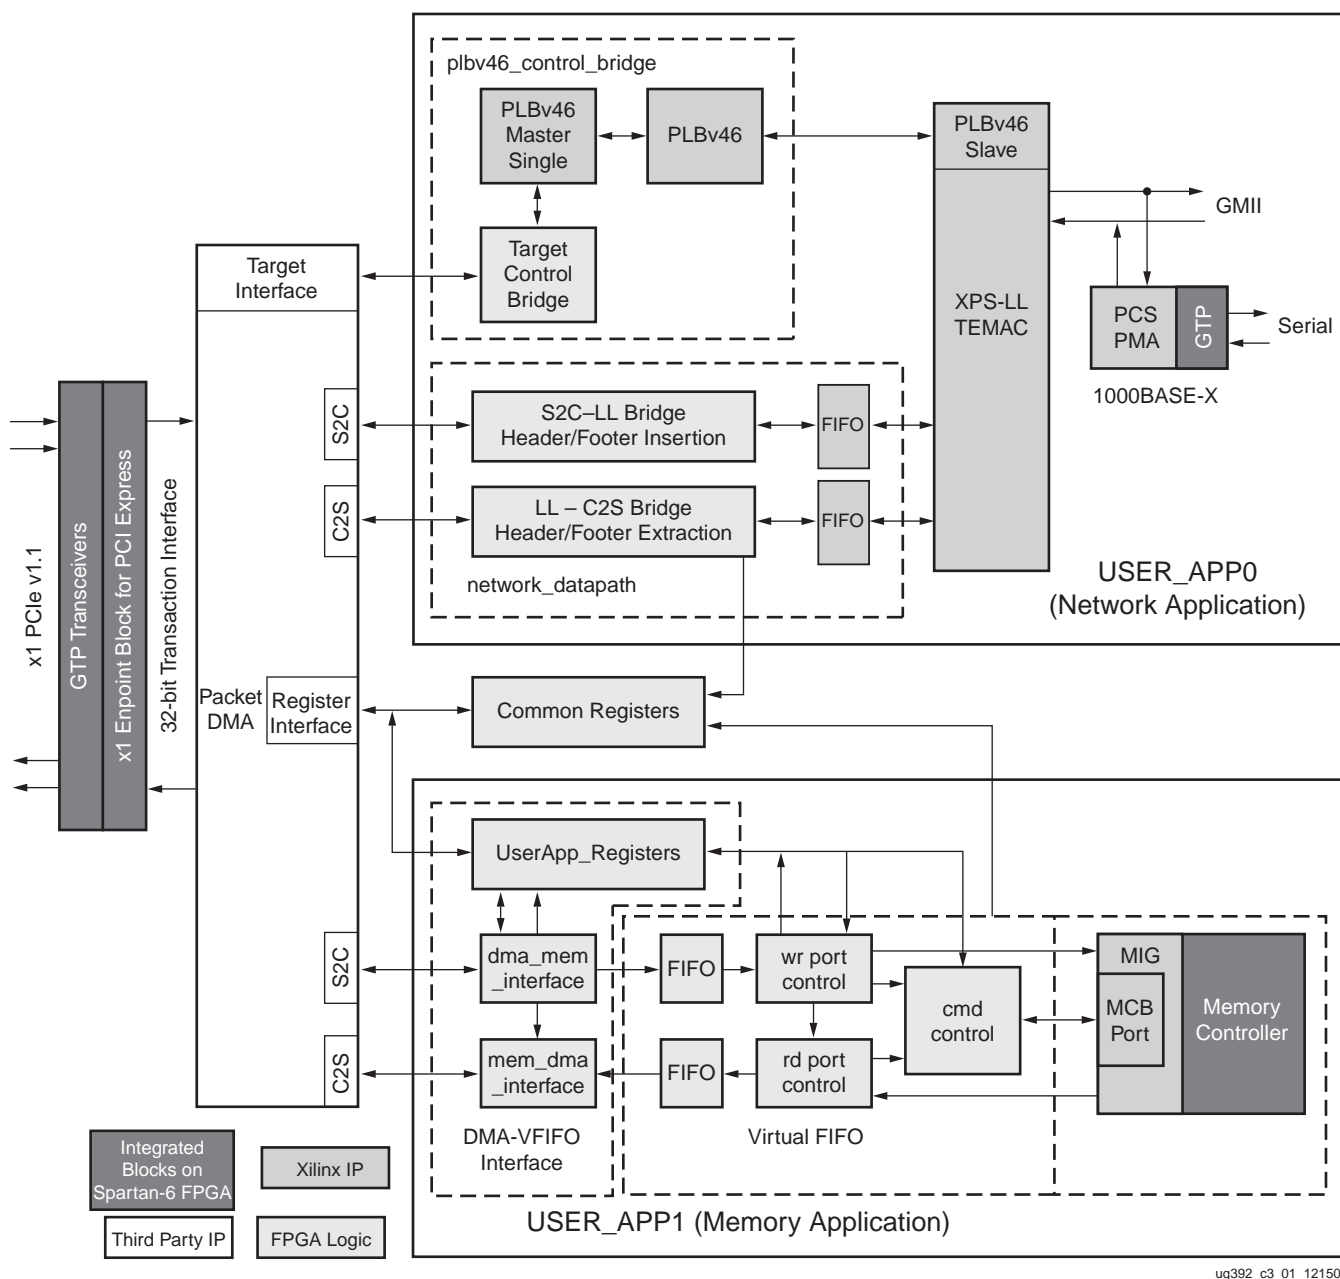 plbv46_control_bridge
PLBv46
Master
Single
PLBv46
PLBv46
Slave
GMII
Target
Interface
Target
Control
Bridge
XPS-LL
TEMAC
PCS
PMA
GTP
Serial
1000BASE-X
S2C
S2C–LL Bridge
Header/Footer Insertion
FIFO
C2S
LL – C2S Bridge
Header/Footer Extraction
FIFO
network_datapath
USER_APP0
(Network Application)
x1 PCIe v1.1
GTP Transceivers
x1 Enpoint Block for PCI Express
32-bit Transaction Interface
Packet
DMA
Register
Interface
Common Registers
UserApp_Registers
S2C
dma_mem
_interface
FIFO
wr port
control
cmd
control
MIG
MCB
Port
Memory
Controller
C2S
mem_dma
_interface
FIFO
rd port
control
DMA-VFIFO
Interface
Virtual FIFO
USER_APP1 (Memory Application)
Integrated
Blocks on
Spartan-6 FPGA
Xilinx IP
Third Party IP
FPGA Logic
ug392_c3_01_12150